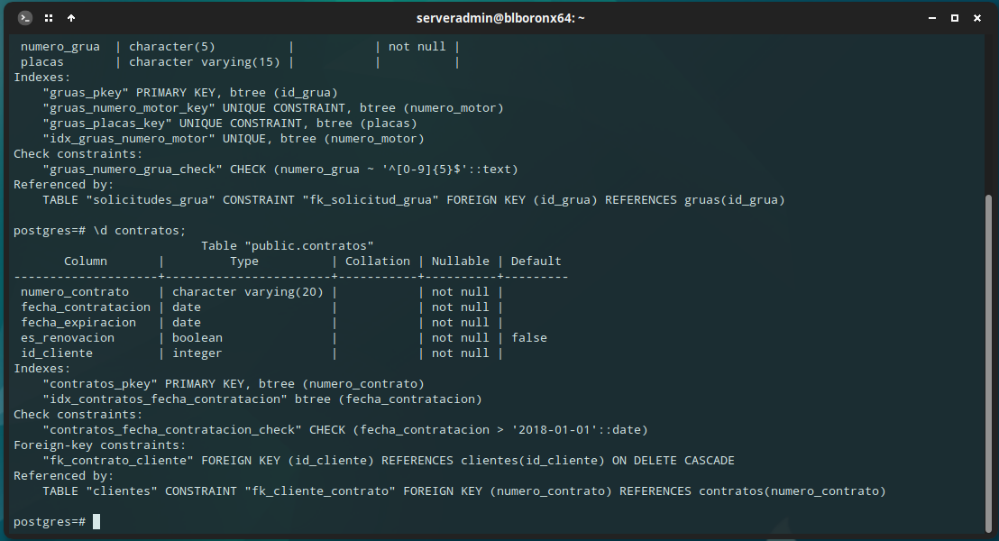 serveradmin@blboronx64: ~
 numero_grua  | character(5)          |           | not null |
 placas       | character varying(15) |           |          |
Indexes:
    "gruas_pkey" PRIMARY KEY, btree (id_grua)
    "gruas_numero_motor_key" UNIQUE CONSTRAINT, btree (numero_motor)
    "gruas_placas_key" UNIQUE CONSTRAINT, btree (placas)
    "idx_gruas_numero_motor" UNIQUE, btree (numero_motor)
Check constraints:
    "gruas_numero_grua_check" CHECK (numero_grua ~ '^[0-9]{5}$'::text)
Referenced by:
    TABLE "solicitudes_grua" CONSTRAINT "fk_solicitud_grua" FOREIGN KEY (id_grua) REFERENCES gruas(id_grua)

postgres=# \d contratos;
                          Table "public.contratos"
       Column       |         Type          | Collation | Nullable | Default
--------------------+-----------------------+-----------+----------+---------
 numero_contrato    | character varying(20) |           | not null |
 fecha_contratacion | date                  |           | not null |
 fecha_expiracion   | date                  |           | not null |
 es_renovacion      | boolean               |           | not null | false
 id_cliente         | integer               |           | not null |
Indexes:
    "contratos_pkey" PRIMARY KEY, btree (numero_contrato)
    "idx_contratos_fecha_contratacion" btree (fecha_contratacion)
Check constraints:
    "contratos_fecha_contratacion_check" CHECK (fecha_contratacion > '2018-01-01'::date)
Foreign-key constraints:
    "fk_contrato_cliente" FOREIGN KEY (id_cliente) REFERENCES clientes(id_cliente) ON DELETE CASCADE
Referenced by:
    TABLE "clientes" CONSTRAINT "fk_cliente_contrato" FOREIGN KEY (numero_contrato) REFERENCES contratos(numero_contrato)

postgres=#